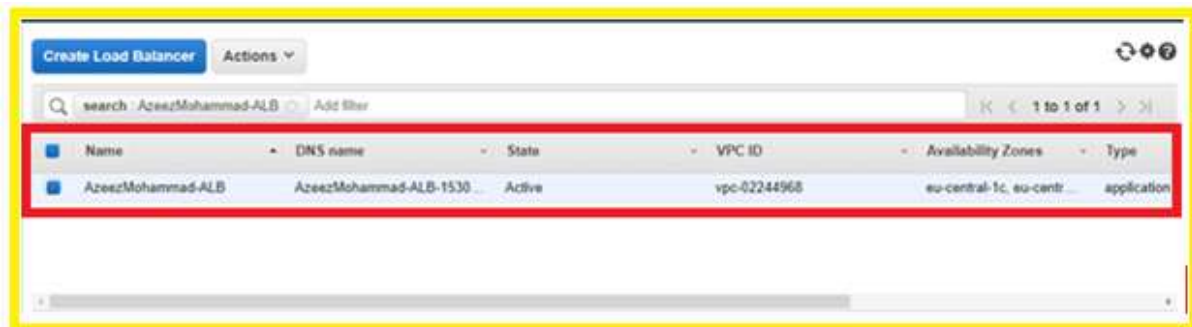 Create Load Balancer Actions
search : AzeezMohammad-ALB Add filter 1 to 1 of 1
Name DNS name State VPC ID Availability Zones Type
AzeezMohammad-ALB AzeezMohammad-ALB-1530... Active vpc-02244968 eu-central-1c, eu-centr... application